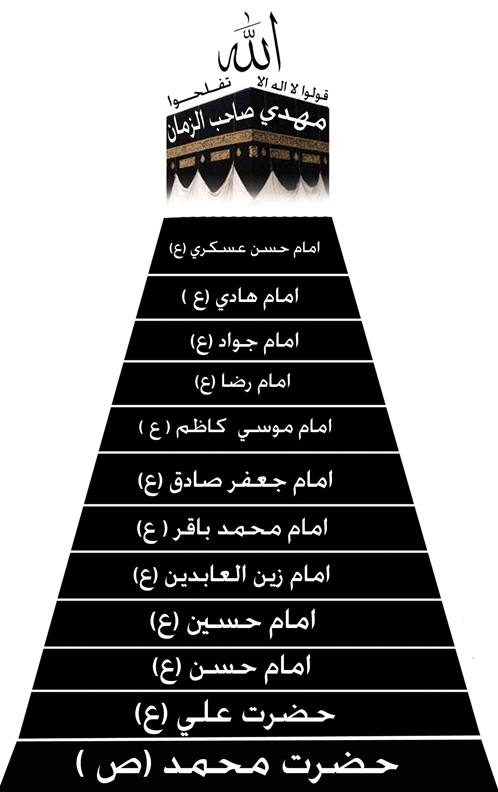 الله
قولوا لا اله الا تفلحوا
مهدي صاحب الزمان
امام حسن عسكري (ع)
امام هادي (ع )
امام جواد (ع)
امام رضا (ع)
امام موسي كاظم ( ع )
امام جعفر صادق (ع)
امام محمد باقر ( ع)
امام زين العابدين (ع)
امام حسين (ع)
امام حسن (ع)
حضرت علي (ع)
حضرت محمد (ص )